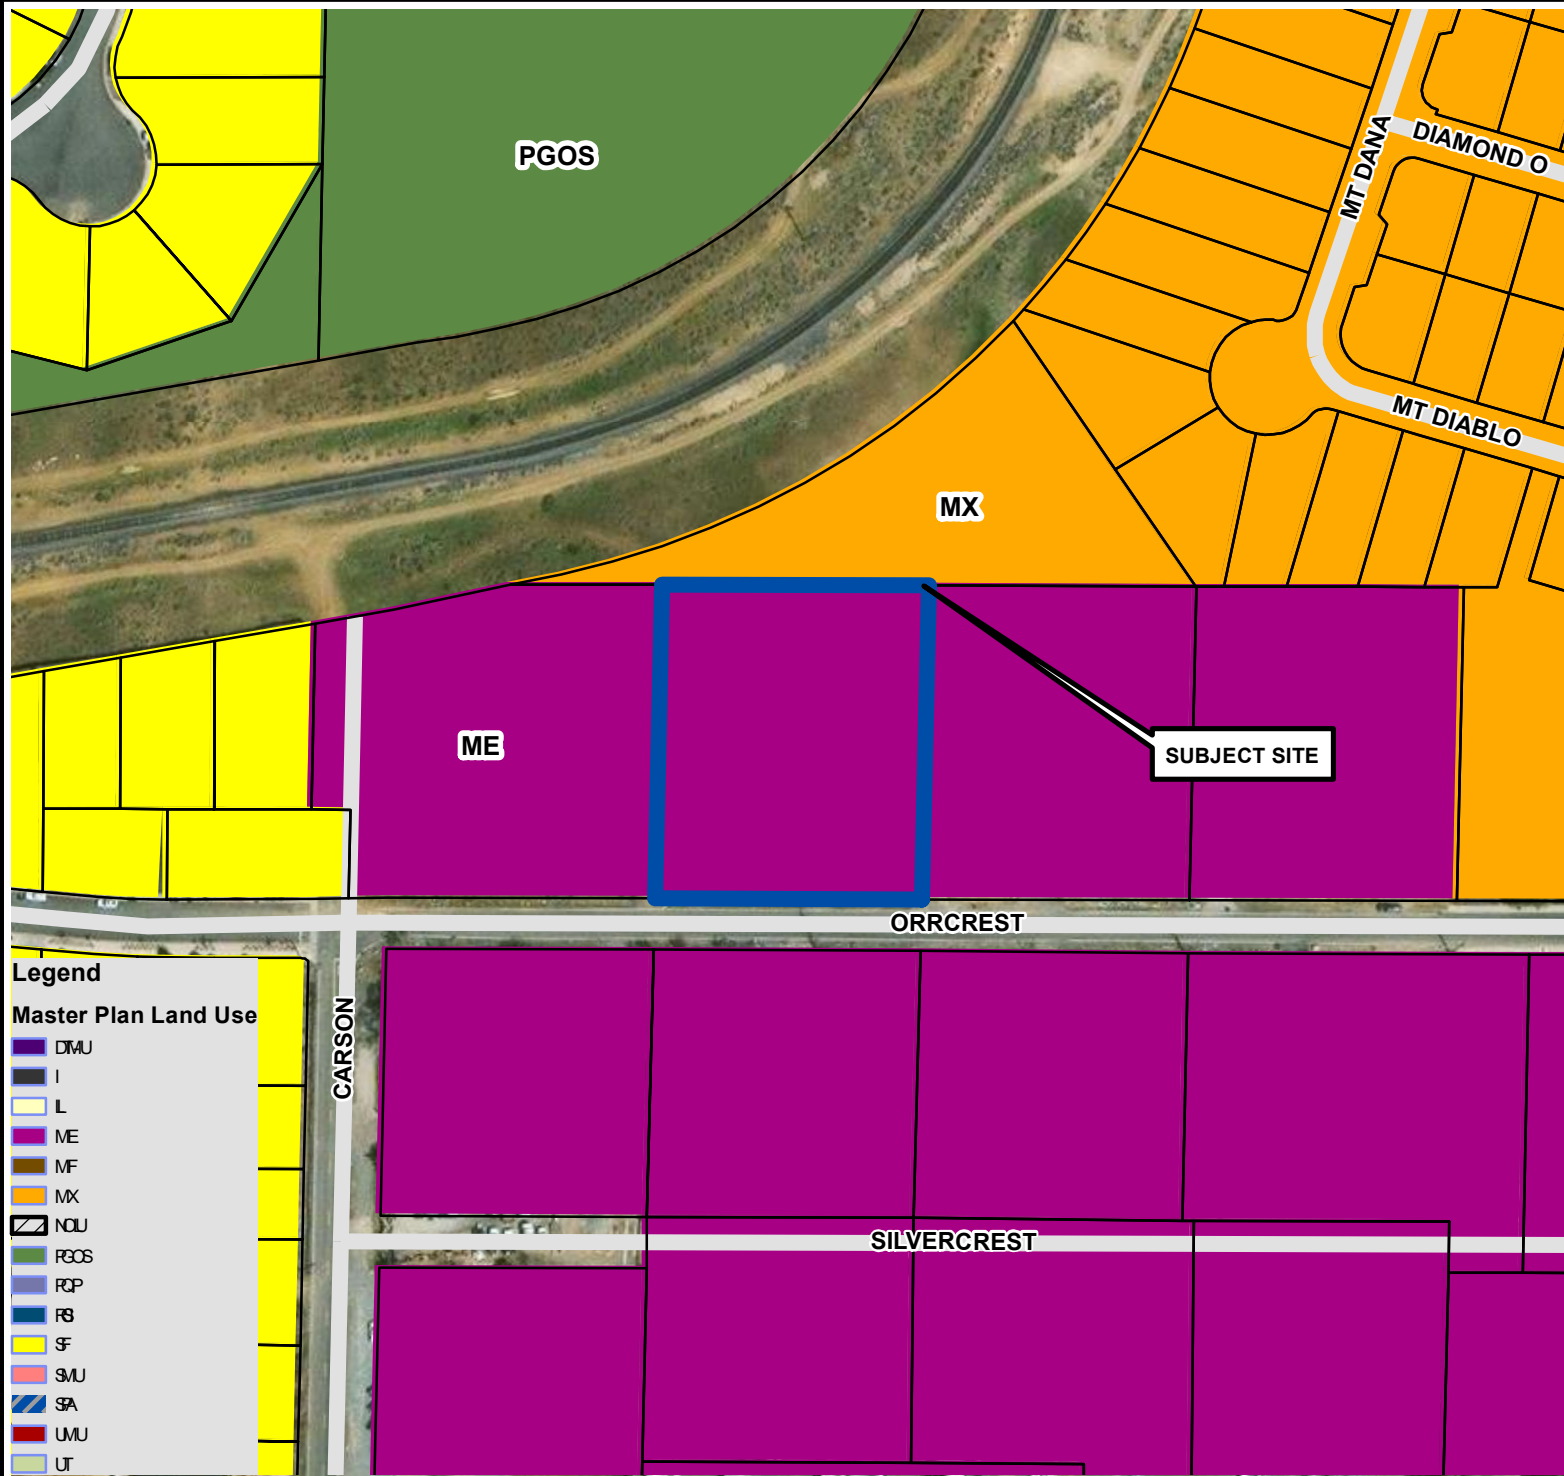 PGOS
DIAMOND O
MT DANA
MT DIABLO
MX
ME
SUBJECT SITE
ORRCREST
CARSON
SILVERCREST
Legend
Master Plan Land Use
DTMU
I
IL
ME
MF
MX
NOLU
PGOS
PQP
RSI
SF
SMU
SPA
UMU
UT